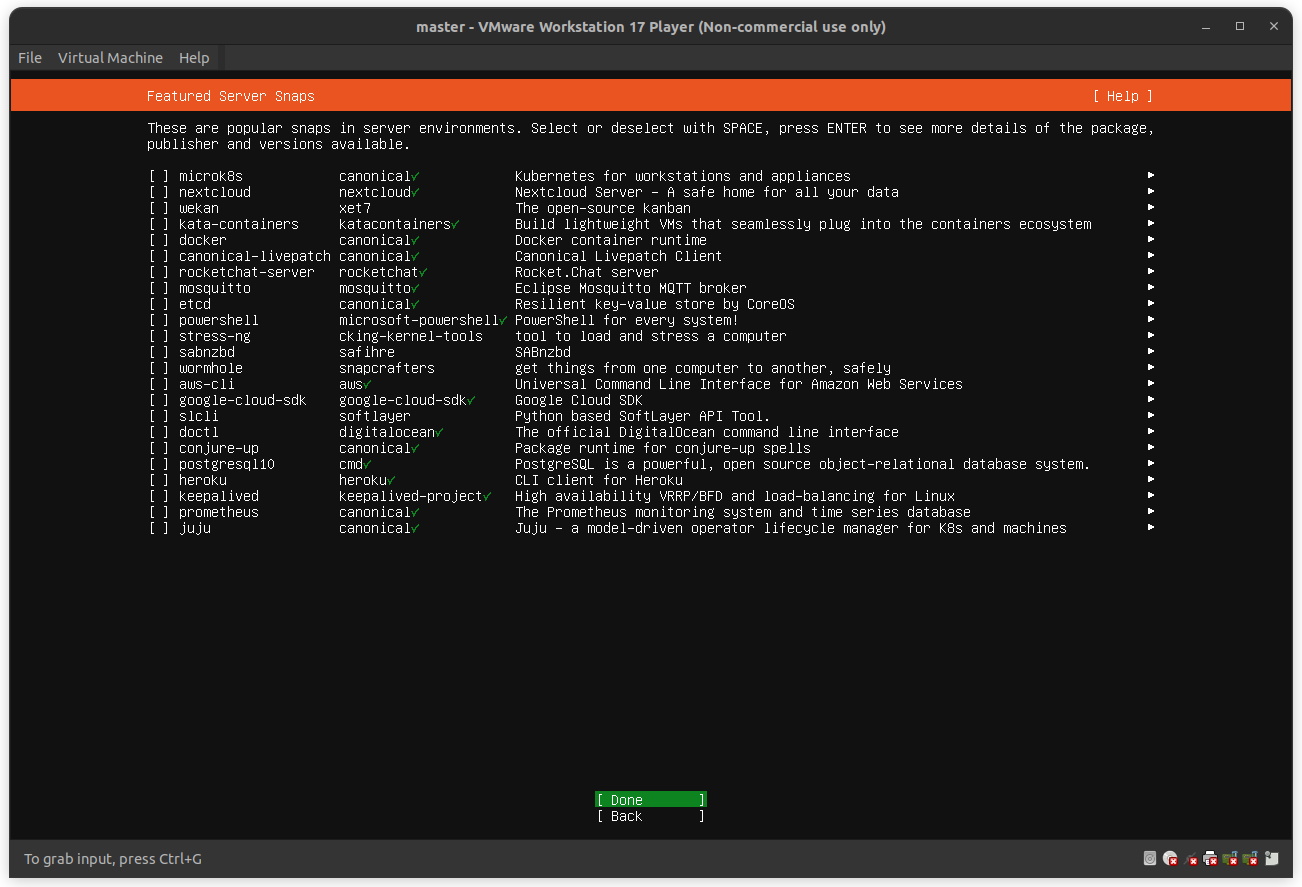 master - VMware Workstation 17 Player (Non-commercial use only)
File Virtual Machine Help
Featured Server Snaps [ Help ]
These are popular snaps in server environments. Select or deselect with SPACE, press ENTER to see more details of the package,
publisher and versions available.
[ ] microk8s canonical✓ Kubernetes for workstations and appliances ▸
[ ] nextcloud nextcloud✓ Nextcloud Server - A safe home for all your data ▸
[ ] wekan xet7 The open-source kanban ▸
[ ] kata-containers katacontainers✓ Build lightweight VMs that seamlessly plug into the containers ecosystem ▸
[ ] docker canonical✓ Docker container runtime ▸
[ ] canonical-livepatch canonical✓ Canonical Livepatch Client ▸
[ ] rocketchat-server rocketchat✓ Rocket.Chat server ▸
[ ] mosquitto mosquitto✓ Eclipse Mosquitto MQTT broker ▸
[ ] etcd canonical✓ Resilient key-value store by CoreOS ▸
[ ] powershell microsoft-powershell✓ PowerShell for every system! ▸
[ ] stress-ng cking-kernel-tools tool to load and stress a computer ▸
[ ] sabnzbd safihre SABnzbd ▸
[ ] wormhole snapcrafters get things from one computer to another, safely ▸
[ ] aws-cli aws✓ Universal Command Line Interface for Amazon Web Services ▸
[ ] google-cloud-sdk google-cloud-sdk✓ Google Cloud SDK ▸
[ ] slcli softlayer Python based SoftLayer API Tool. ▸
[ ] doctl digitalocean✓ The official DigitalOcean command line interface ▸
[ ] conjure-up canonical✓ Package runtime for conjure-up spells ▸
[ ] postgresql10 cmd✓ PostgreSQL is a powerful, open source object-relational database system. ▸
[ ] heroku heroku✓ CLI client for Heroku ▸
[ ] keepalived keepalived-project✓ High availability VRRP/BFD and load-balancing for Linux ▸
[ ] prometheus canonical✓ The Prometheus monitoring system and time series database ▸
[ ] juju canonical✓ Juju - a model-driven operator lifecycle manager for K8s and machines ▸
[ Done ]
[ Back ]
To grab input, press Ctrl+G